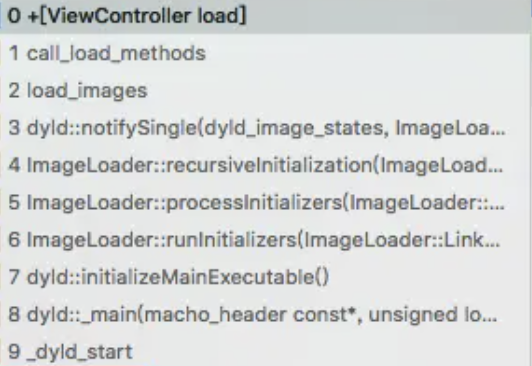 0 +[ViewController load]
1 call_load_methods
2 load_images
3 dyld::notifySingle(dyld_image_states, ImageLoa...
4 ImageLoader::recursiveInitialization(ImageLoad...
5 ImageLoader::processInitializers(ImageLoader::...
6 ImageLoader::runInitializers(ImageLoader::Link...
7 dyld::initializeMainExecutable()
8 dyld::_main(macho_header const*, unsigned lo...
9 _dyld_start